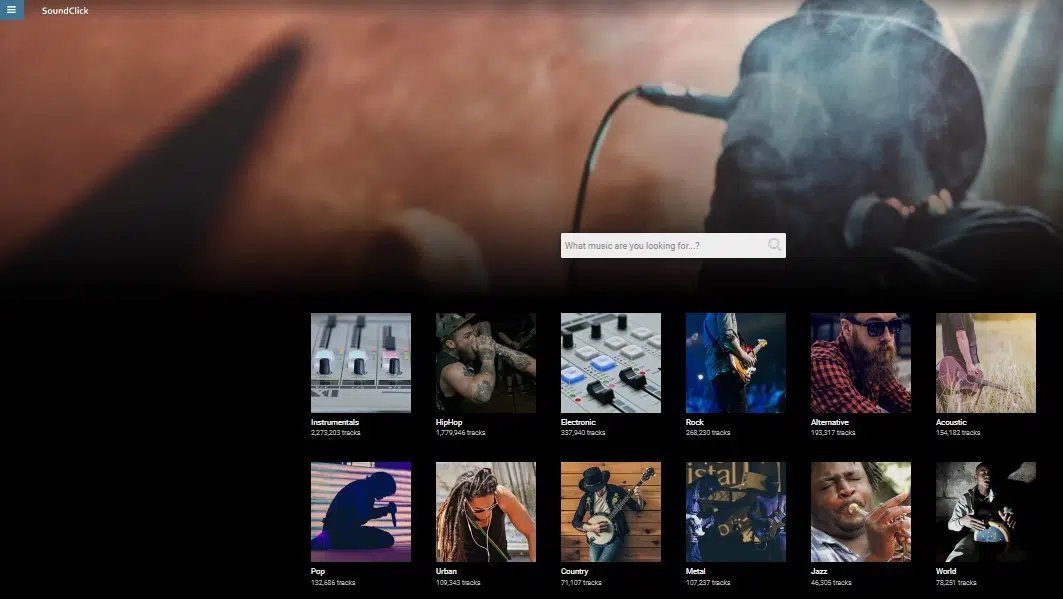 SoundClick
What music are you looking for...?
Instrumentals
2,273,203 tracks
HipHop
1,779,946 tracks
Electronic
337,940 tracks
Rock
268,230 tracks
Alternative
193,317 tracks
Acoustic
154,182 tracks
istal
Pop
132,686 tracks
Urban
109,343 tracks
Country
71,107 tracks
Metal
107,237 tracks
Jazz
46,305 tracks
World
78,251 tracks